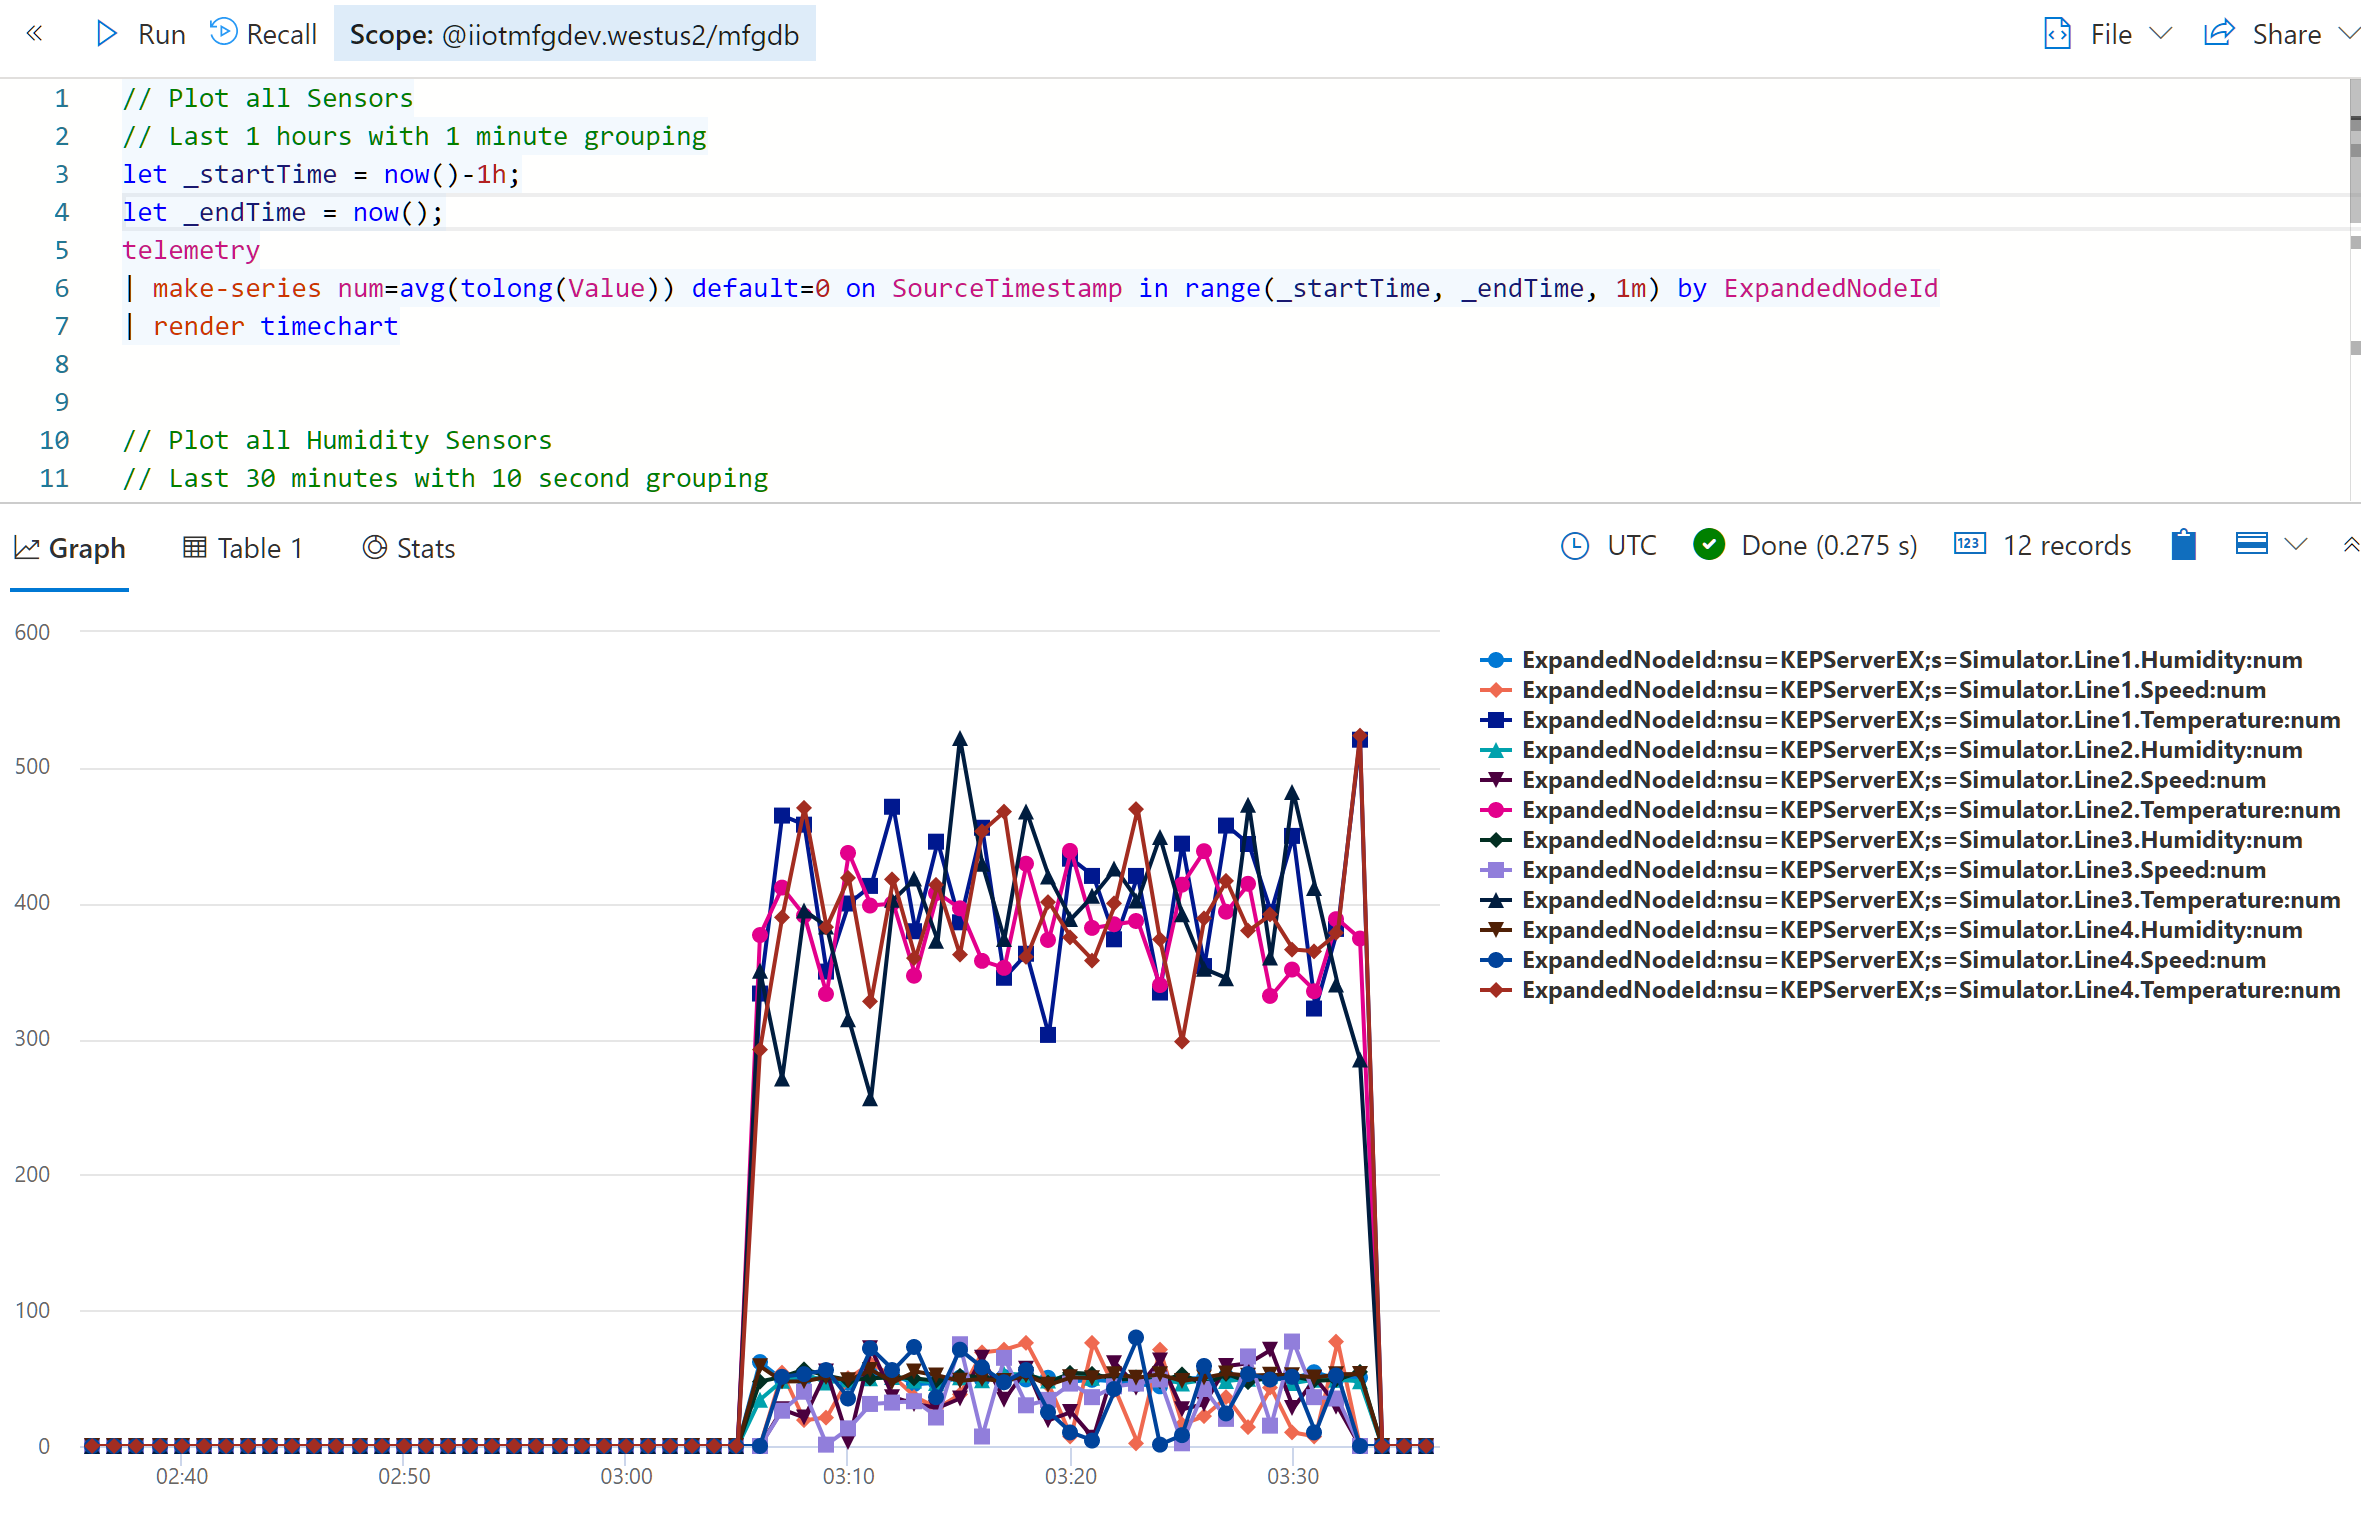 Run Recall Scope: @iiotmfgdev.westus2/mfgdb File Share
1 // Plot all Sensors
2 // Last 1 hours with 1 minute grouping
3 let _startTime = now()-1h;
4 let _endTime = now();
5 telemetry
6 | make-series num=avg(tolong(Value)) default=0 on SourceTimestamp in range(_startTime, _endTime, 1m) by ExpandedNodeId
7 | render timechart
8
9
10 // Plot all Humidity Sensors
11 // Last 30 minutes with 10 second grouping
Graph Table 1 Stats UTC Done (0.275 s) 123 12 records
600
500
400
300
200
100
0
02:40 02:50 03:00 03:10 03:20 03:30
ExpandedNodeId:nsu=KEPServerEX;s=Simulator.Line1.Humidity:num
ExpandedNodeId:nsu=KEPServerEX;s=Simulator.Line1.Speed:num
ExpandedNodeId:nsu=KEPServerEX;s=Simulator.Line1.Temperature:num
ExpandedNodeId:nsu=KEPServerEX;s=Simulator.Line2.Humidity:num
ExpandedNodeId:nsu=KEPServerEX;s=Simulator.Line2.Speed:num
ExpandedNodeId:nsu=KEPServerEX;s=Simulator.Line2.Temperature:num
ExpandedNodeId:nsu=KEPServerEX;s=Simulator.Line3.Humidity:num
ExpandedNodeId:nsu=KEPServerEX;s=Simulator.Line3.Speed:num
ExpandedNodeId:nsu=KEPServerEX;s=Simulator.Line3.Temperature:num
ExpandedNodeId:nsu=KEPServerEX;s=Simulator.Line4.Humidity:num
ExpandedNodeId:nsu=KEPServerEX;s=Simulator.Line4.Speed:num
ExpandedNodeId:nsu=KEPServerEX;s=Simulator.Line4.Temperature:num